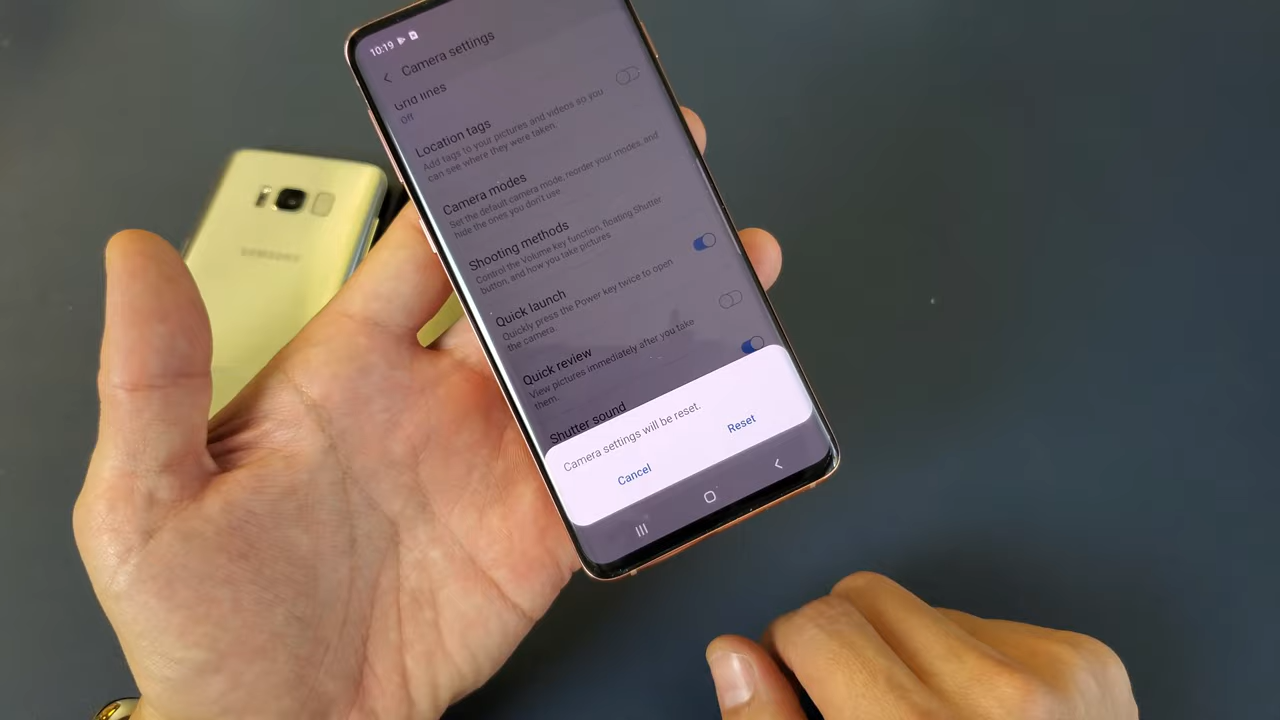 10:19
Camera settings
Grid lines
Off
Location tags
Add tags to your pictures and videos so you
can see where they were taken.
Camera modes
Set the default camera mode, reorder your modes, and
hide the ones you don't use.
Shooting methods
Control the Volume key function, floating Shutter
button, and how you take pictures.
Quick launch
Quickly press the Power key twice to open
the camera.
Quick review
View pictures immediately after you take
them.
Shutter sound
Camera settings will be reset.
Cancel Reset
SAMSUNG